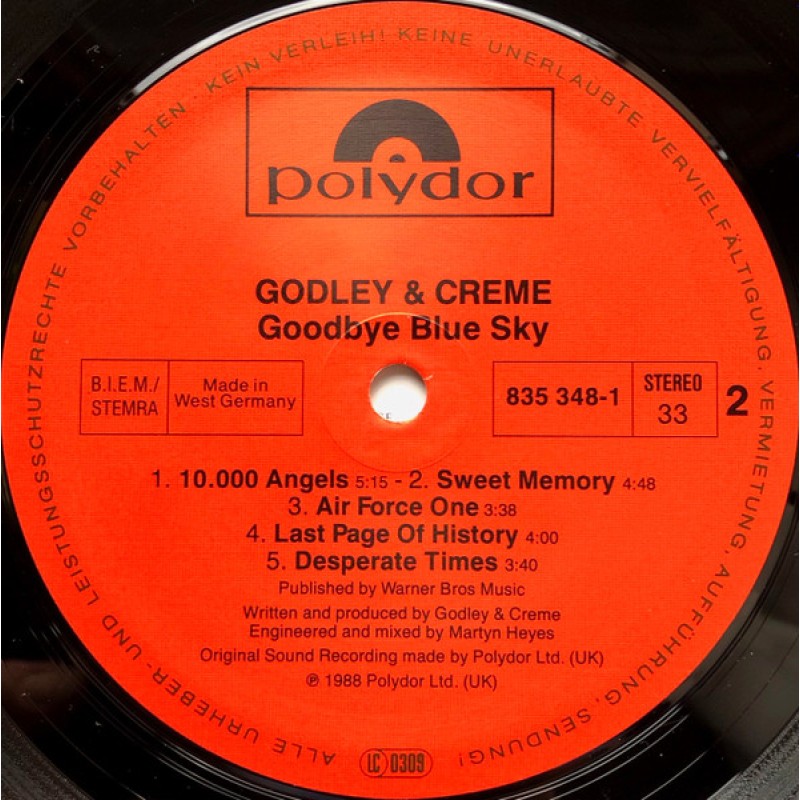 ALLE URHEBER- UND LEISTUNGSSCHUTZRECHTE VORBEHALTEN · KEIN VERLEIH! KEINE UNERLAUBTE VERVIELFÄLTIGUNG, VERMIETUNG, AUFFÜHRUNG, SENDUNG!
polydor
GODLEY & CREME
Goodbye Blue Sky
B.I.E.M./
STEMRA
Made in
West Germany
835 348-1
STEREO
33
2
1. 10.000 Angels 5:15 - 2. Sweet Memory 4:48
3. Air Force One 3:38
4. Last Page Of History 4:00
5. Desperate Times 3:40
Published by Warner Bros Music
Written and produced by Godley & Creme
Engineered and mixed by Martyn Heyes
Original Sound Recording made by Polydor Ltd. (UK)
℗ 1988 Polydor Ltd. (UK)
LC 0309